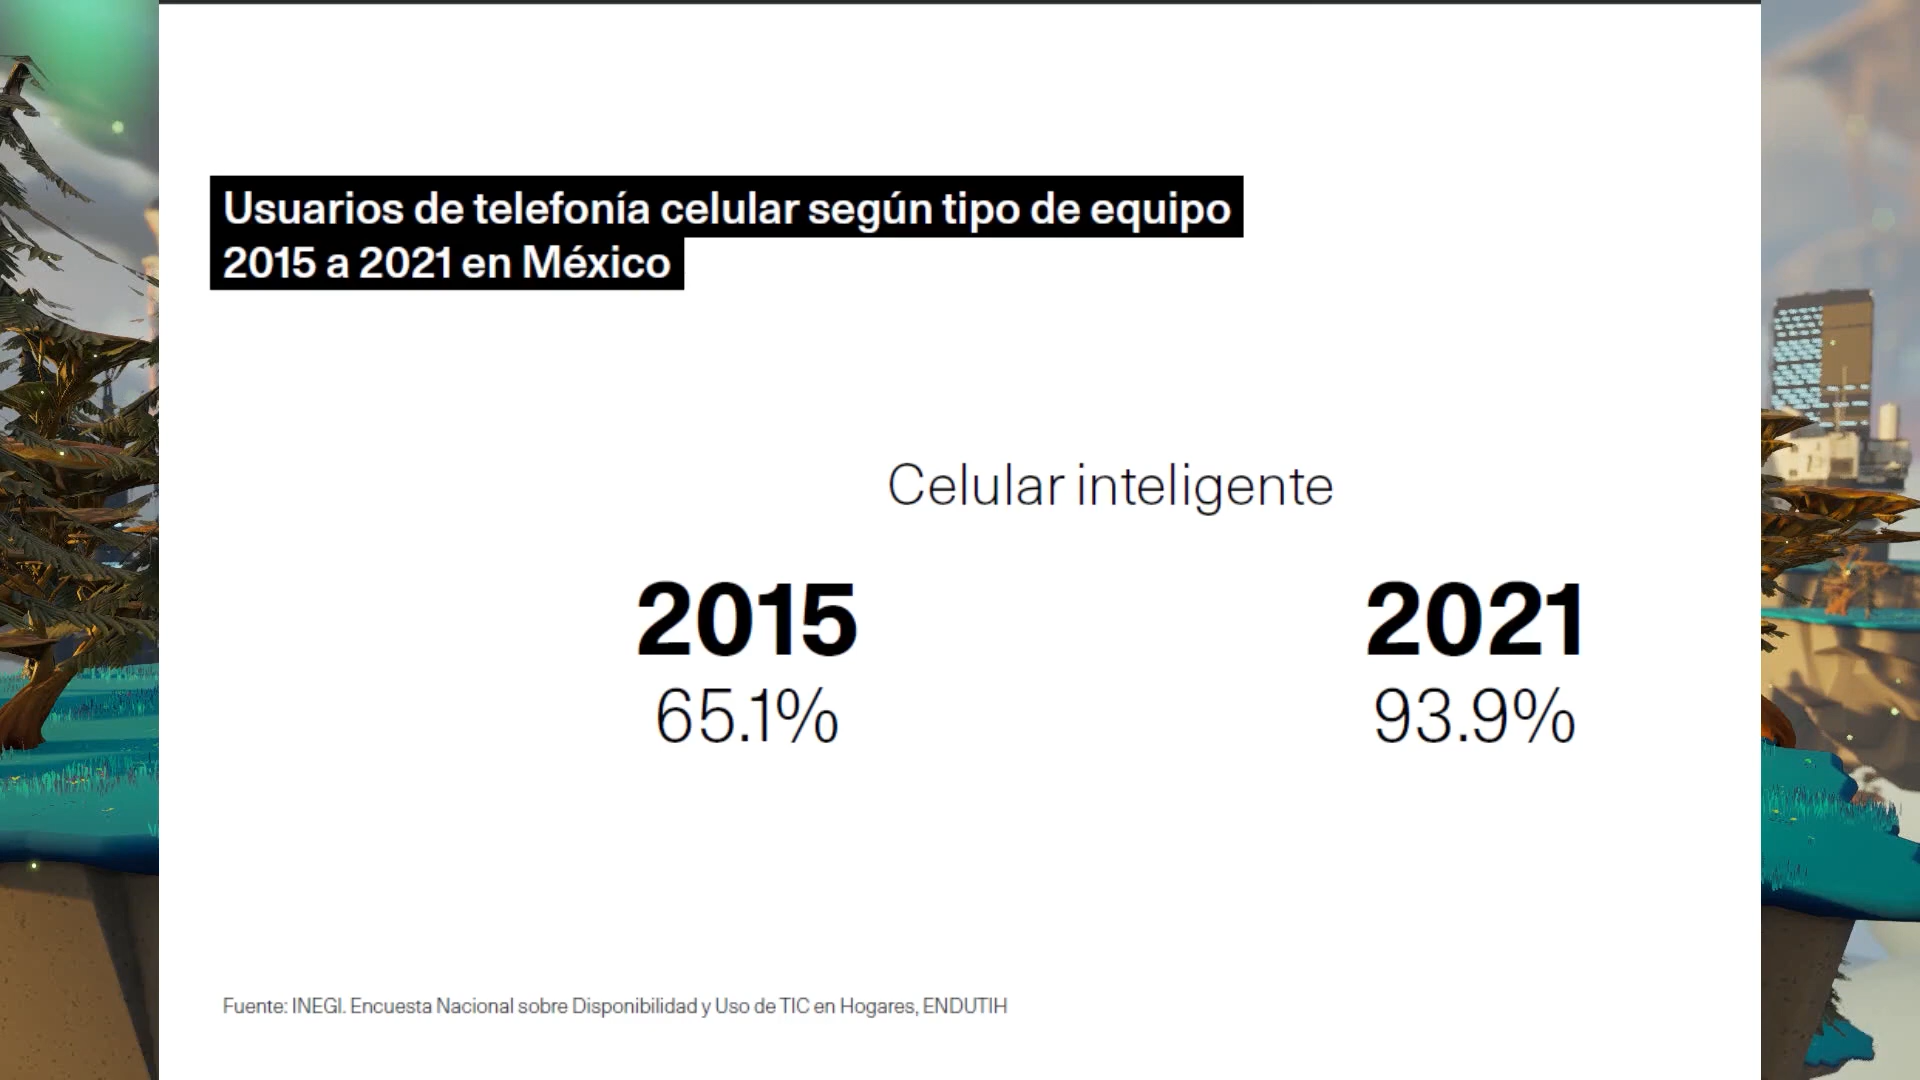 Usuarios de telefonía celular según tipo de equipo
2015 a 2021 en México
Celular inteligente
2015
2021
65.1%
93.9%
Fuente: INEGI. Encuesta Nacional sobre Disponibilidad y Uso de TIC en Hogares, ENDUTIH